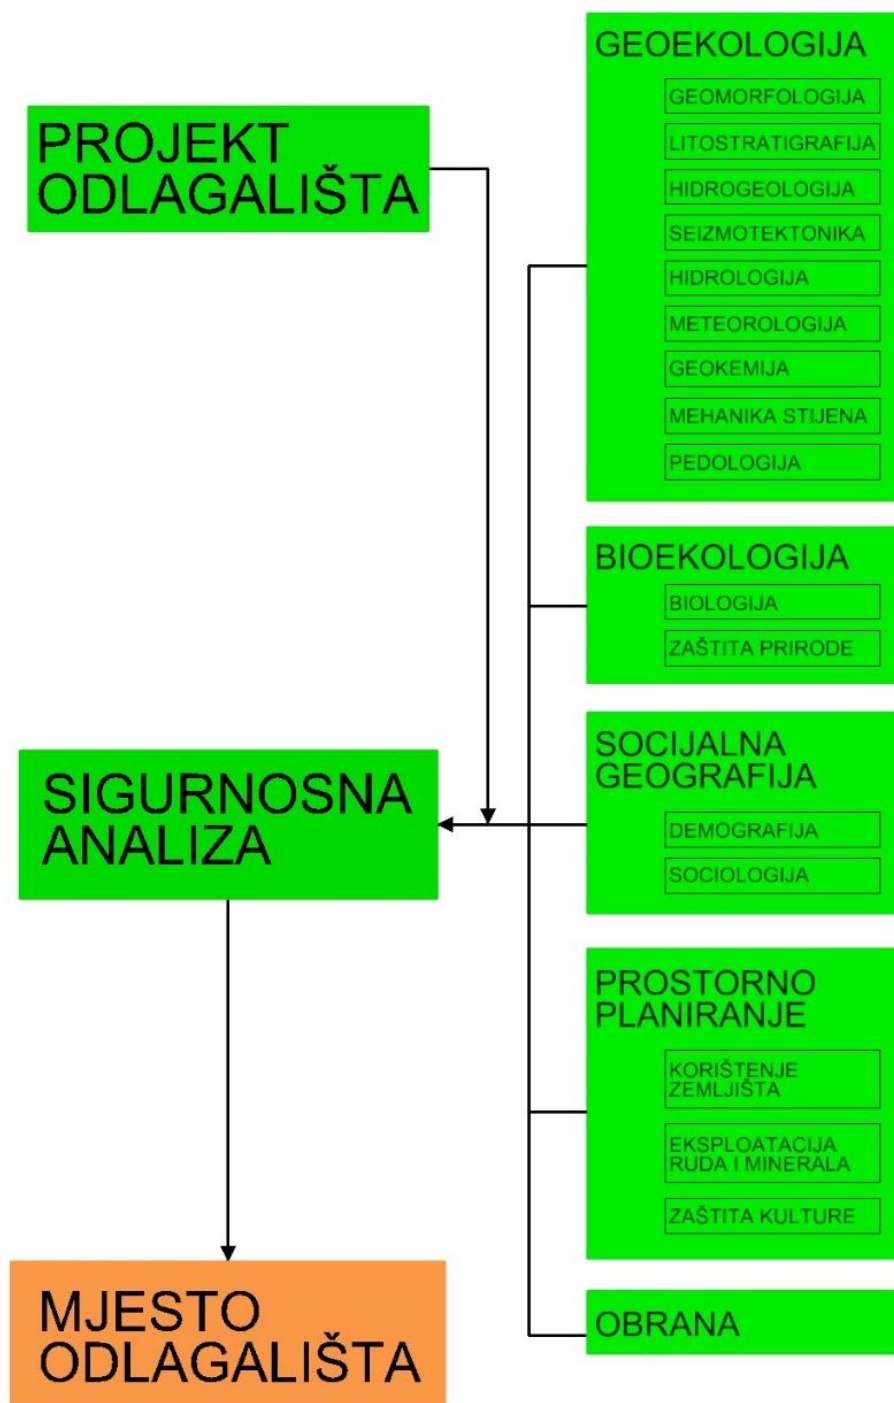 PROJEKT
ODLAGALIŠTA
SIGURNOSNA
ANALIZA
MJESTO
ODLAGALIŠTA
GEOEKOLOGIJA
GEOMORFOLOGIJA
LITOSTRATIGRAFIJA
HIDROGEOLOGIJA
SEIZMOTEKTONIKA
HIDROLOGIJA
METEOROLOGIJA
GEOKEMIJA
MEHANIKA STIJENA
PEDOLOGIJA
BIOEKOLOGIJA
BIOLOGIJA
ZAŠTITA PRIRODE
SOCIJALNA
GEOGRAFIJA
DEMOGRAFIJA
SOCIOLOGIJA
PROSTORNO
PLANIRANJE
KORIŠTENJE
ZEMLJIŠTA
EKSPLOATACIJA
RUDA I MINERALA
ZAŠTITA KULTURE
OBRANA